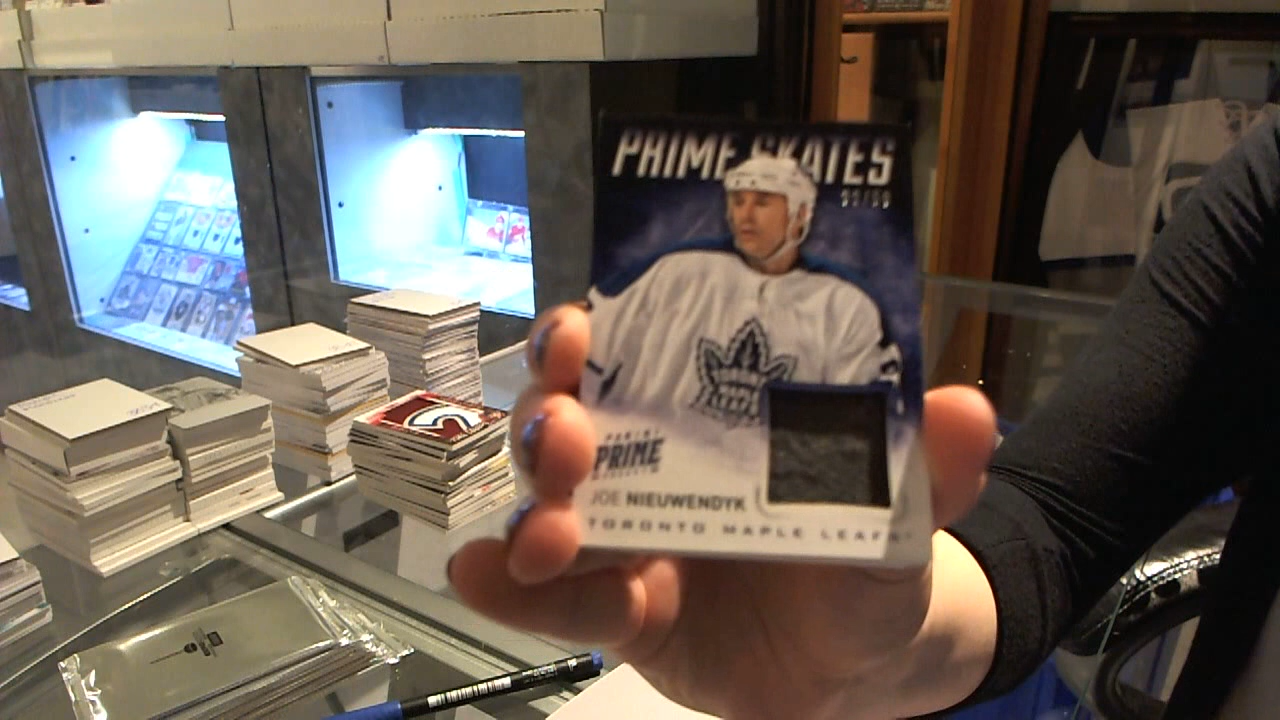 PRIME SKATES
PANINI
PRIME
JOE NIEUWENDYK
TORONTO MAPLE LEAFS